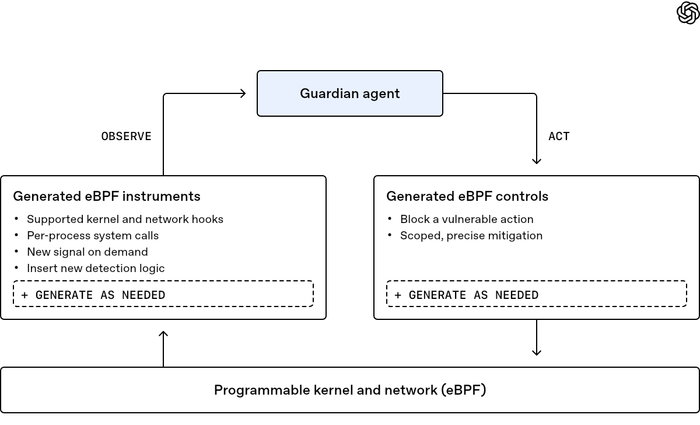 Guardian agent
OBSERVE
ACT
Generated eBPF instruments
• Supported kernel and network hooks
• Per-process system calls
• New signal on demand
• Insert new detection logic
+ GENERATE AS NEEDED
Generated eBPF controls
• Block a vulnerable action
• Scoped, precise mitigation
+ GENERATE AS NEEDED
Programmable kernel and network (eBPF)